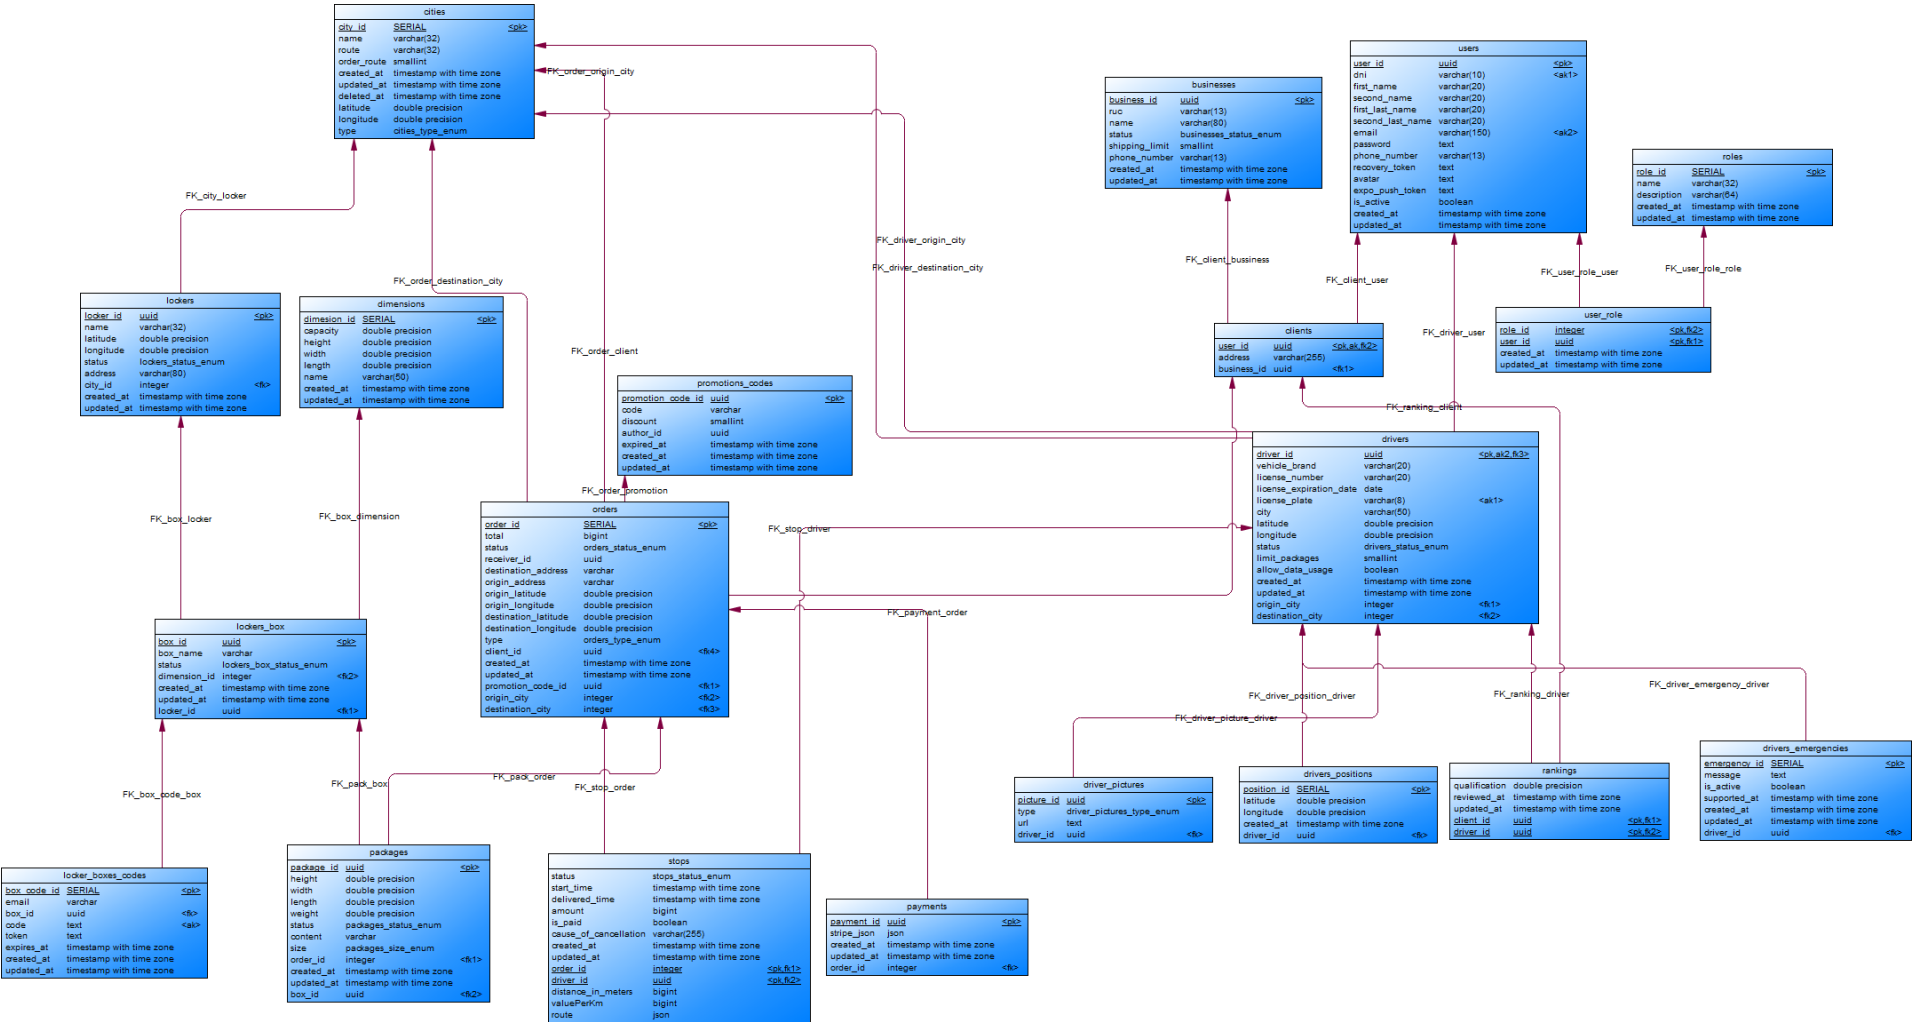 cities
city_id SERIAL <pk>
name varchar(32)
route varchar(32)
order_route smallint
created_at timestamp with time zone
updated_at timestamp with time zone
deleted_at timestamp with time zone
latitude double precision
longitude double precision
type cities_type_enum
FK_order_origin_city
users
user_id uuid <pk>
dni varchar(10) <ak1>
first_name varchar(20)
second_name varchar(20)
first_last_name varchar(20)
second_last_name varchar(20)
email varchar(150) <ak2>
password text
phone_number varchar(13)
recovery_token text
avatar text
expo_push_token text
is_active boolean
created_at timestamp with time zone
updated_at timestamp with time zone
businesses
business_id uuid <pk>
ruc varchar(13)
name varchar(80)
status businesses_status_enum
shipping_limit smallint
phone_number varchar(13)
created_at timestamp with time zone
updated_at timestamp with time zone
roles
role_id SERIAL <pk>
name varchar(32)
description varchar(64)
created_at timestamp with time zone
updated_at timestamp with time zone
FK_city_locker
FK_driver_origin_city
FK_driver_destination_city
FK_order_destination_city
FK_client_bussiness
FK_client_user
FK_user_role_user
FK_user_role_role
lockers
locker_id uuid <pk>
name varchar(32)
latitude double precision
longitude double precision
status lockers_status_enum
address varchar(80)
city_id integer <fk>
created_at timestamp with time zone
updated_at timestamp with time zone
dimensions
dimesion_id SERIAL <pk>
capacity double precision
height double precision
width double precision
length double precision
name varchar(50)
created_at timestamp with time zone
updated_at timestamp with time zone
FK_order_client
clients
user_id uuid <pk,ak,fk2>
address varchar(255)
business_id uuid <fk1>
FK_driver_user
user_role
role_id integer <pk,fk2>
user_id uuid <pk,fk1>
created_at timestamp with time zone
updated_at timestamp with time zone
promotions_codes
promotion_code_id uuid <pk>
code varchar
discount smallint
author_id uuid
expired_at timestamp with time zone
created_at timestamp with time zone
updated_at timestamp with time zone
FK_ranking_client
drivers
driver_id uuid <pk,ak2,fk3>
vehicle_brand varchar(20)
license_number varchar(20)
license_expiration_date date
license_plate varchar(8) <ak1>
city varchar(50)
latitude double precision
longitude double precision
status drivers_status_enum
limit_packages smallint
allow_data_usage boolean
created_at timestamp with time zone
updated_at timestamp with time zone
origin_city integer <fk1>
destination_city integer <fk2>
FK_order_promotion
FK_box_locker
FK_box_dimension
FK_stop_driver
orders
order_id SERIAL <pk>
total bigint
status orders_status_enum
receiver_id uuid
destination_address varchar
origin_address varchar
origin_latitude double precision
origin_longitude double precision
destination_latitude double precision
destination_longitude double precision
type orders_type_enum
client_id uuid <fk4>
created_at timestamp with time zone
updated_at timestamp with time zone
promotion_code_id uuid <fk1>
origin_city integer <fk2>
destination_city integer <fk3>
FK_payment_order
lockers_box
box_id uuid <pk>
box_name varchar
status lockers_box_status_enum
dimension_id integer <fk2>
created_at timestamp with time zone
updated_at timestamp with time zone
locker_id uuid <fk1>
FK_driver_position_driver
FK_ranking_driver
FK_driver_emergency_driver
FK_driver_picture_driver
FK_box_code_box
FK_pack_box
FK_pack_order
FK_stop_order
driver_pictures
picture_id uuid <pk>
type driver_pictures_type_enum
url text
driver_id uuid <fk>
drivers_positions
position_id SERIAL <pk>
latitude double precision
longitude double precision
created_at timestamp with time zone
driver_id uuid <fk>
rankings
qualification double precision
reviewed_at timestamp with time zone
updated_at timestamp with time zone
client_id uuid <pk,fk1>
driver_id uuid <pk,fk2>
drivers_emergencies
emergency_id SERIAL <pk>
message text
is_active boolean
supported_at timestamp with time zone
created_at timestamp with time zone
updated_at timestamp with time zone
driver_id uuid <fk>
locker_boxes_codes
box_code_id SERIAL <pk>
email varchar
box_id uuid <fk>
code text <ak>
token text
expires_at timestamp with time zone
created_at timestamp with time zone
updated_at timestamp with time zone
packages
package_id uuid <pk>
height double precision
width double precision
length double precision
weight double precision
status packages_status_enum
content varchar
size packages_size_enum
order_id integer <fk1>
created_at timestamp with time zone
updated_at timestamp with time zone
box_id uuid <fk2>
stops
status stops_status_enum
start_time timestamp with time zone
delivered_time timestamp with time zone
amount bigint
is_paid boolean
cause_of_cancellation varchar(255)
created_at timestamp with time zone
updated_at timestamp with time zone
order_id integer <pk,fk1>
driver_id uuid <pk,fk2>
distance_in_meters bigint
valuePerKm bigint
route json
payments
payment_id uuid <pk>
stripe_json json
created_at timestamp with time zone
updated_at timestamp with time zone
order_id integer <fk>